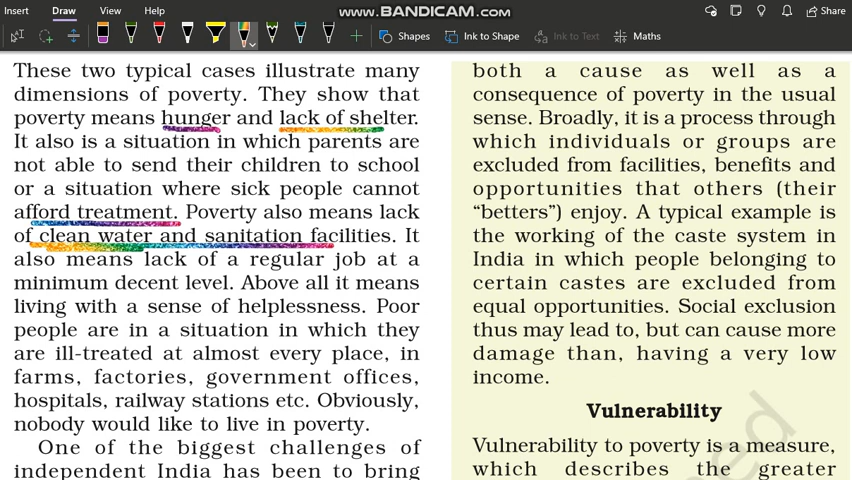 Insert Draw View Help
www.BANDICAM.com
Share
Shapes Ink to Shape Ink to Text Maths
These two typical cases illustrate many
dimensions of poverty. They show that
poverty means hunger and lack of shelter.
It also is a situation in which parents are
not able to send their children to school
or a situation where sick people cannot
afford treatment. Poverty also means lack
of clean water and sanitation facilities. It
also means lack of a regular job at a
minimum decent level. Above all it means
living with a sense of helplessness. Poor
people are in a situation in which they
are ill-treated at almost every place, in
farms, factories, government offices,
hospitals, railway stations etc. Obviously,
nobody would like to live in poverty.
One of the biggest challenges of
independent India has been to bring
both a cause as well as a
consequence of poverty in the usual
sense. Broadly, it is a process through
which individuals or groups are
excluded from facilities, benefits and
opportunities that others (their
“betters”) enjoy. A typical example is
the working of the caste system in
India in which people belonging to
certain castes are excluded from
equal opportunities. Social exclusion
thus may lead to, but can cause more
damage than, having a very low
income.
Vulnerability
Vulnerability to poverty is a measure,
which describes the greater